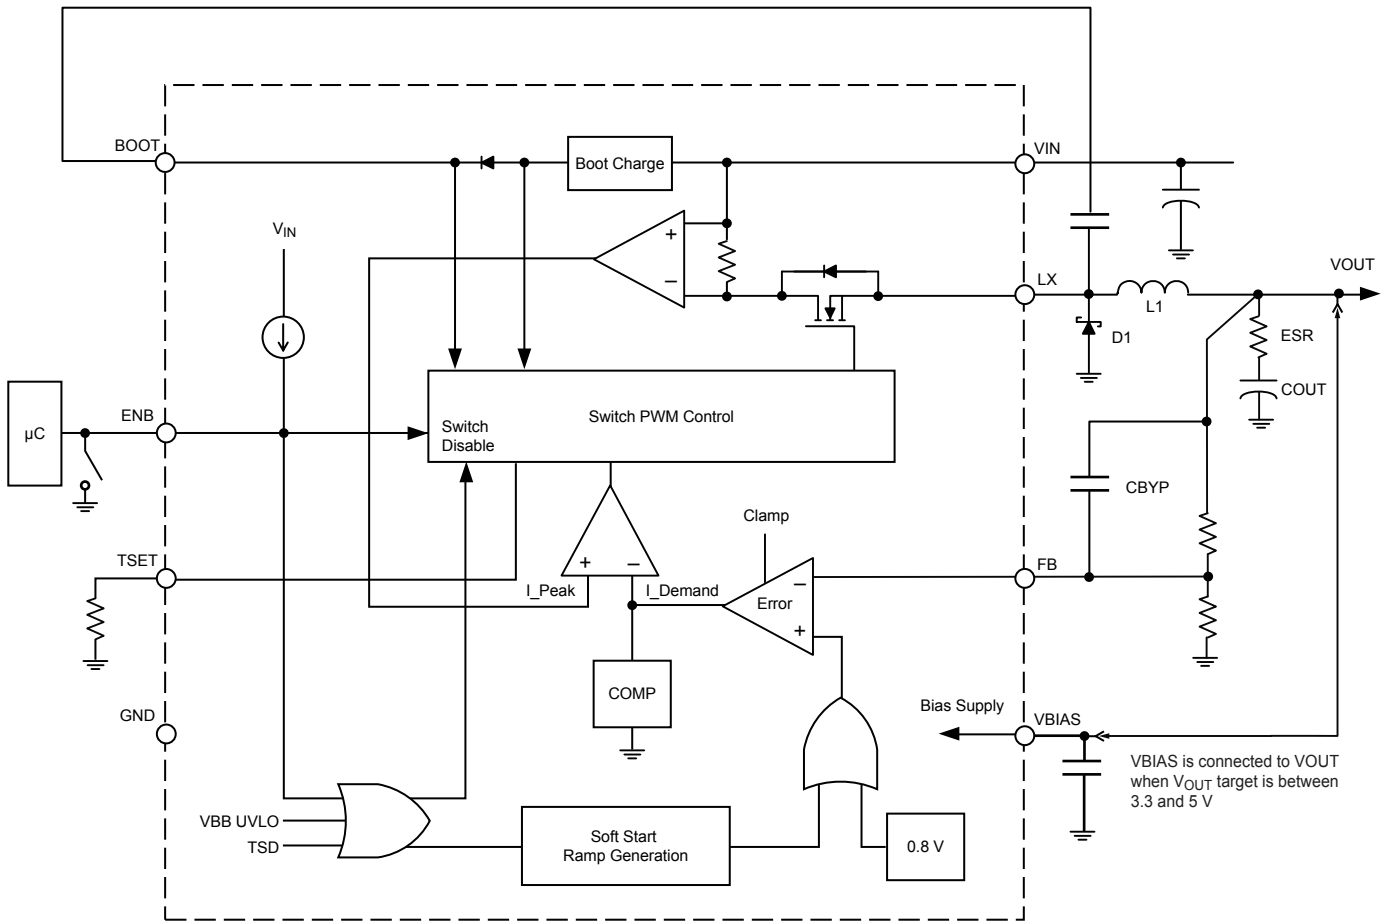 BOOT
Boot Charge
VIN
VIN
+
−
LX
VOUT
L1
D1
ESR
COUT
µC
ENB
Switch
Disable
Switch PWM Control
CBYP
Clamp
TSET
+
−
I_Peak
I_Demand
−
Error
+
FB
COMP
GND
Bias Supply
VBIAS
VBIAS is connected to VOUT
when VOUT target is between
3.3 and 5 V
VBB UVLO
TSD
Soft Start
Ramp Generation
0.8 V